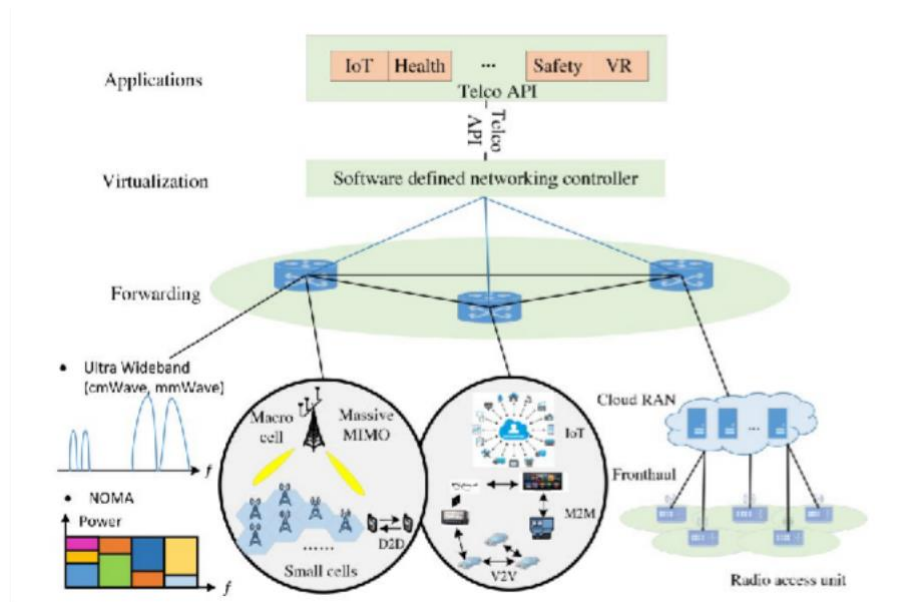 Applications
IoT Health ... Safety VR
Telco API
Telco
API
Virtualization
Software defined networking controller
Forwarding
• Ultra Wideband
(cmWave, mmWave)
f
• NOMA
Power
f
Macro
cell
Massive
MIMO
D2D
......
Small cells
IoT
M2M
V2V
Cloud RAN
...
Fronthaul
Radio access unit